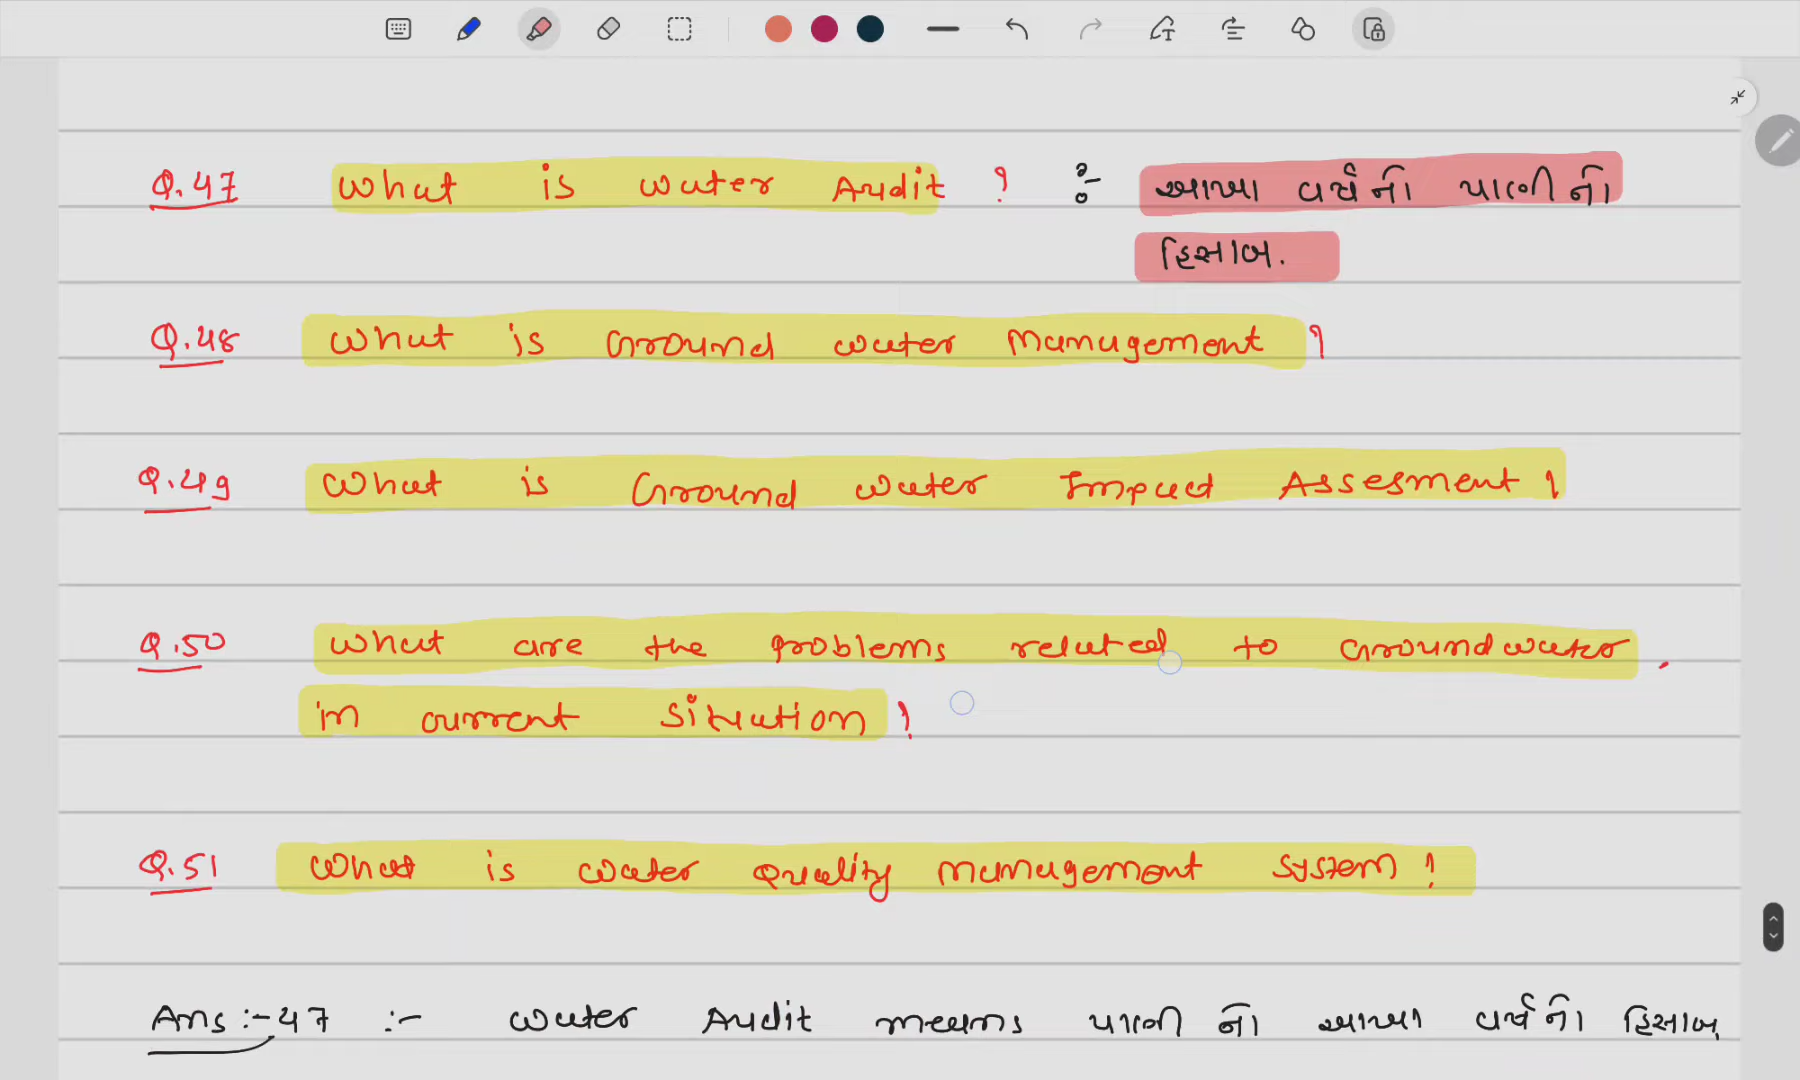 Q.47 What is water Audit ? :- આખા વર્ષના પાણીના
હિસાબ.
Q.48 What is Ground water Management ?
Q.49 What is Ground water Impact Assesment ?
Q.50 What are the problems related to Groundwater.
in current situation ?
Q.51 What is water Quality Management System ?
Ans :- 47 :- water Audit means પાણીના આખા વર્ષના હિસાબ.